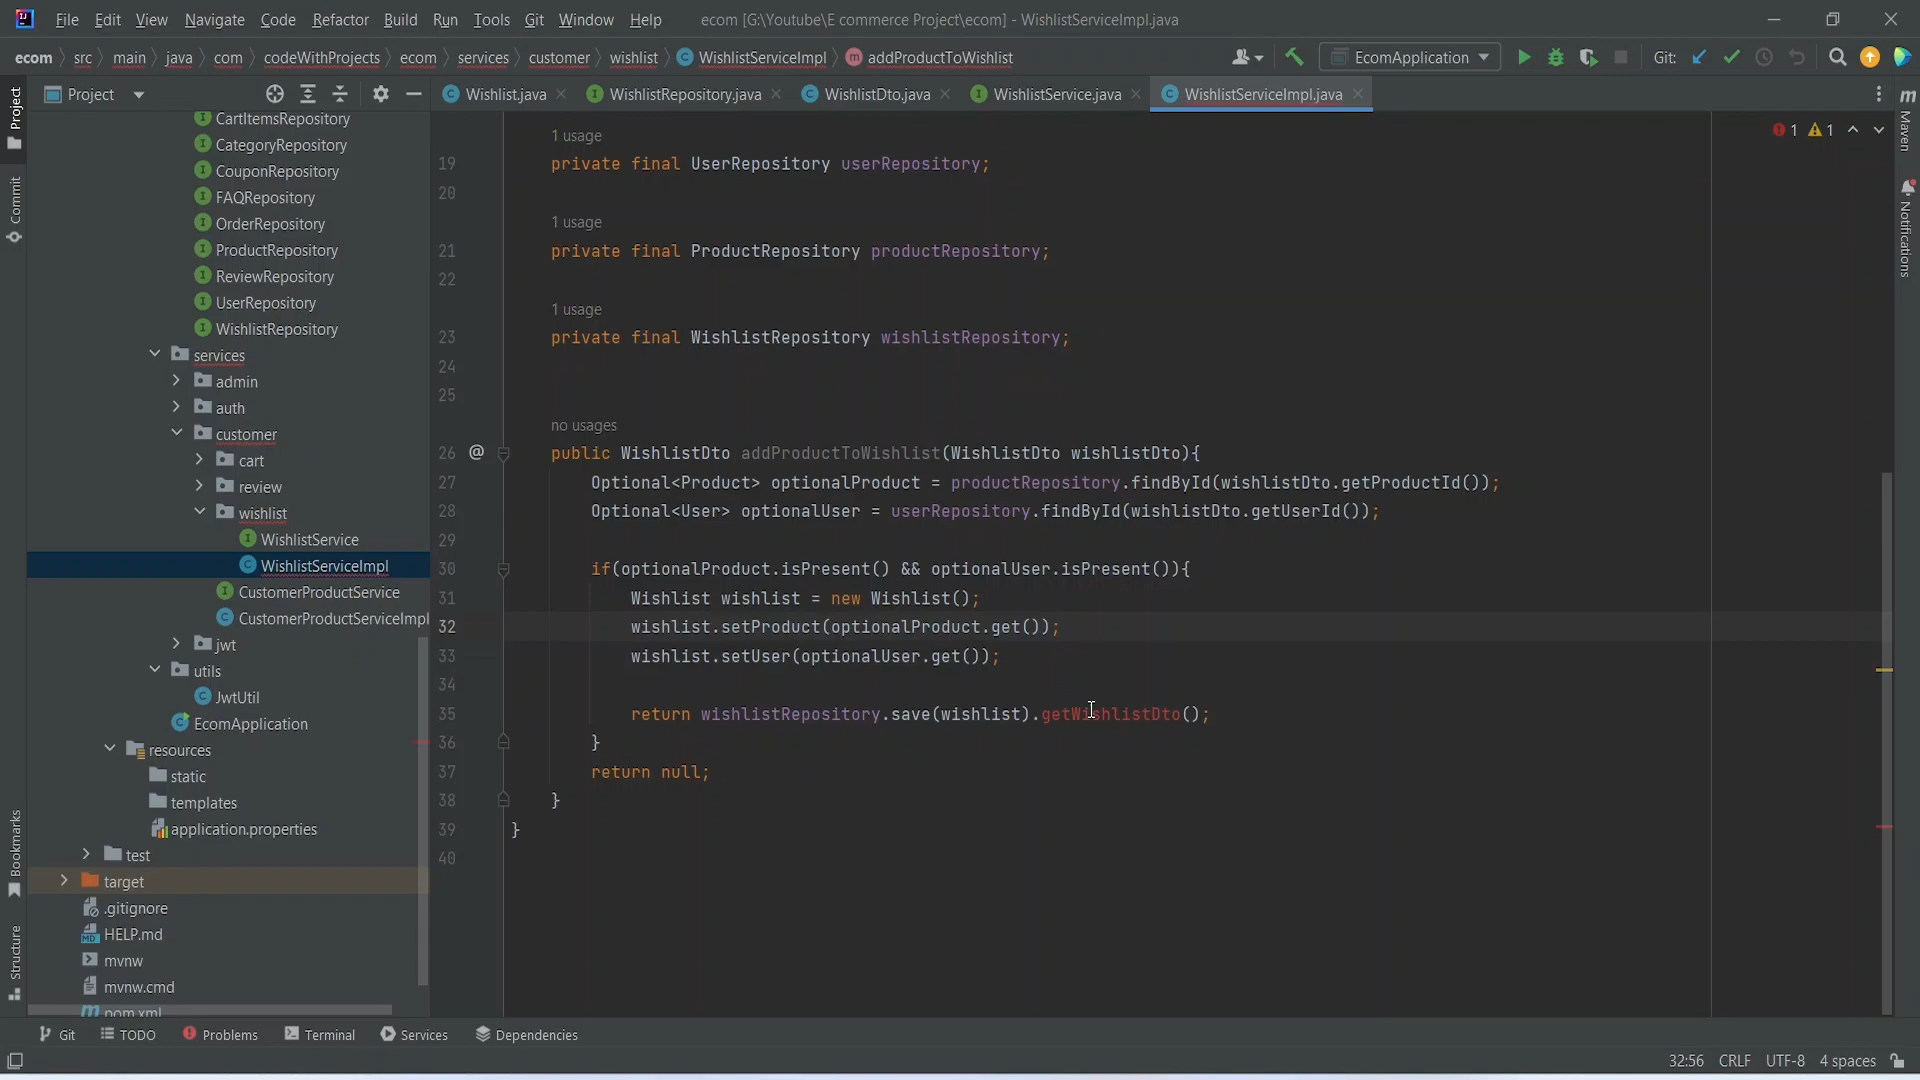 File Edit View Navigate Code Refactor Build Run Tools Git Window Help ecom [G:\Youtube\E commerce Project\ecom] - WishlistServiceImpl.java
ecom src main java com codeWithProjects ecom services customer wishlist WishlistServiceImpl addProductToWishlist EcomApplication Git:
Project
Wishlist.java WishlistRepository.java WishlistDto.java WishlistService.java WishlistServiceImpl.java
Project
Commit
Bookmarks
Structure
CartItemsRepository
CategoryRepository
CouponRepository
FAQRepository
OrderRepository
ProductRepository
ReviewRepository
UserRepository
WishlistRepository
services
admin
auth
customer
cart
review
wishlist
WishlistService
WishlistServiceImpl
CustomerProductService
CustomerProductServiceImpl
jwt
utils
JwtUtil
EcomApplication
resources
static
templates
application.properties
test
target
.gitignore
HELP.md
mvnw
mvnw.cmd
pom.xml
1 1
1 usage
19 private final UserRepository userRepository;
20
1 usage
21 private final ProductRepository productRepository;
22
1 usage
23 private final WishlistRepository wishlistRepository;
24
25
no usages
26 @ public WishlistDto addProductToWishlist(WishlistDto wishlistDto){
27 Optional<Product> optionalProduct = productRepository.findById(wishlistDto.getProductId());
28 Optional<User> optionalUser = userRepository.findById(wishlistDto.getUserId());
29
30 if(optionalProduct.isPresent() && optionalUser.isPresent()){
31 Wishlist wishlist = new Wishlist();
32 wishlist.setProduct(optionalProduct.get());
33 wishlist.setUser(optionalUser.get());
34
35 return wishlistRepository.save(wishlist).getWishlistDto();
36 }
37 return null;
38 }
39 }
40
m
Maven
Notifications
Git TODO Problems Terminal Services Dependencies
32:56 CRLF UTF-8 4 spaces